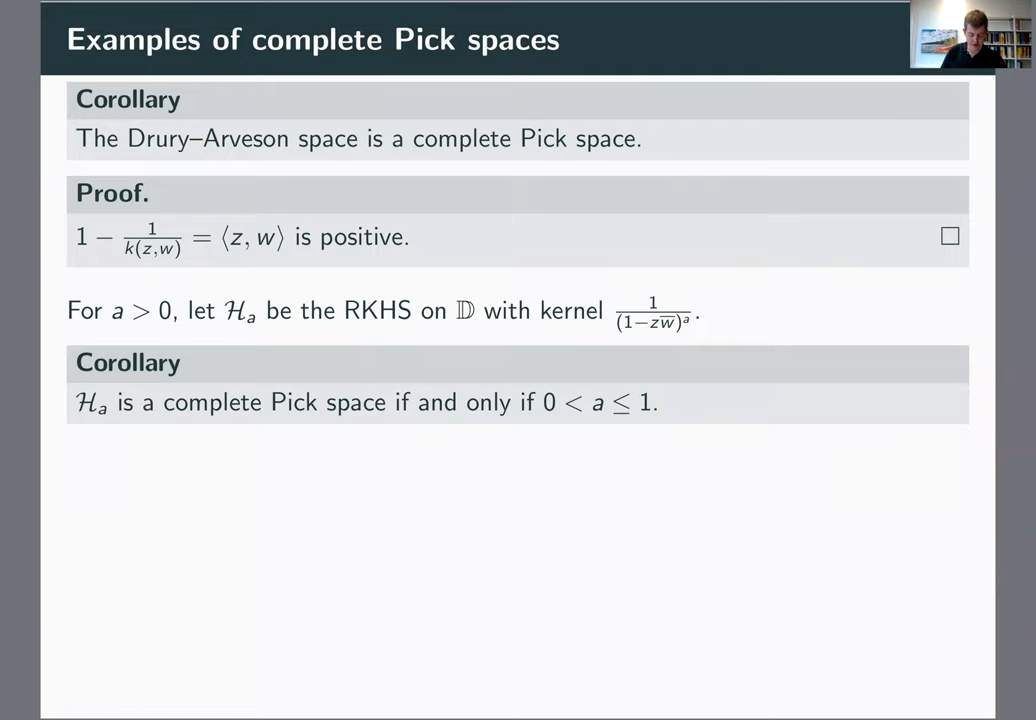 Examples of complete Pick spaces
Corollary
The Drury–Arveson space is a complete Pick space.
Proof.
1 − 1/k(z,w) = ⟨z, w⟩ is positive. □
For a > 0, let ℋₐ be the RKHS on 𝔻 with kernel 1/(1−zw̅)ᵃ.
Corollary
ℋₐ is a complete Pick space if and only if 0 < a ≤ 1.